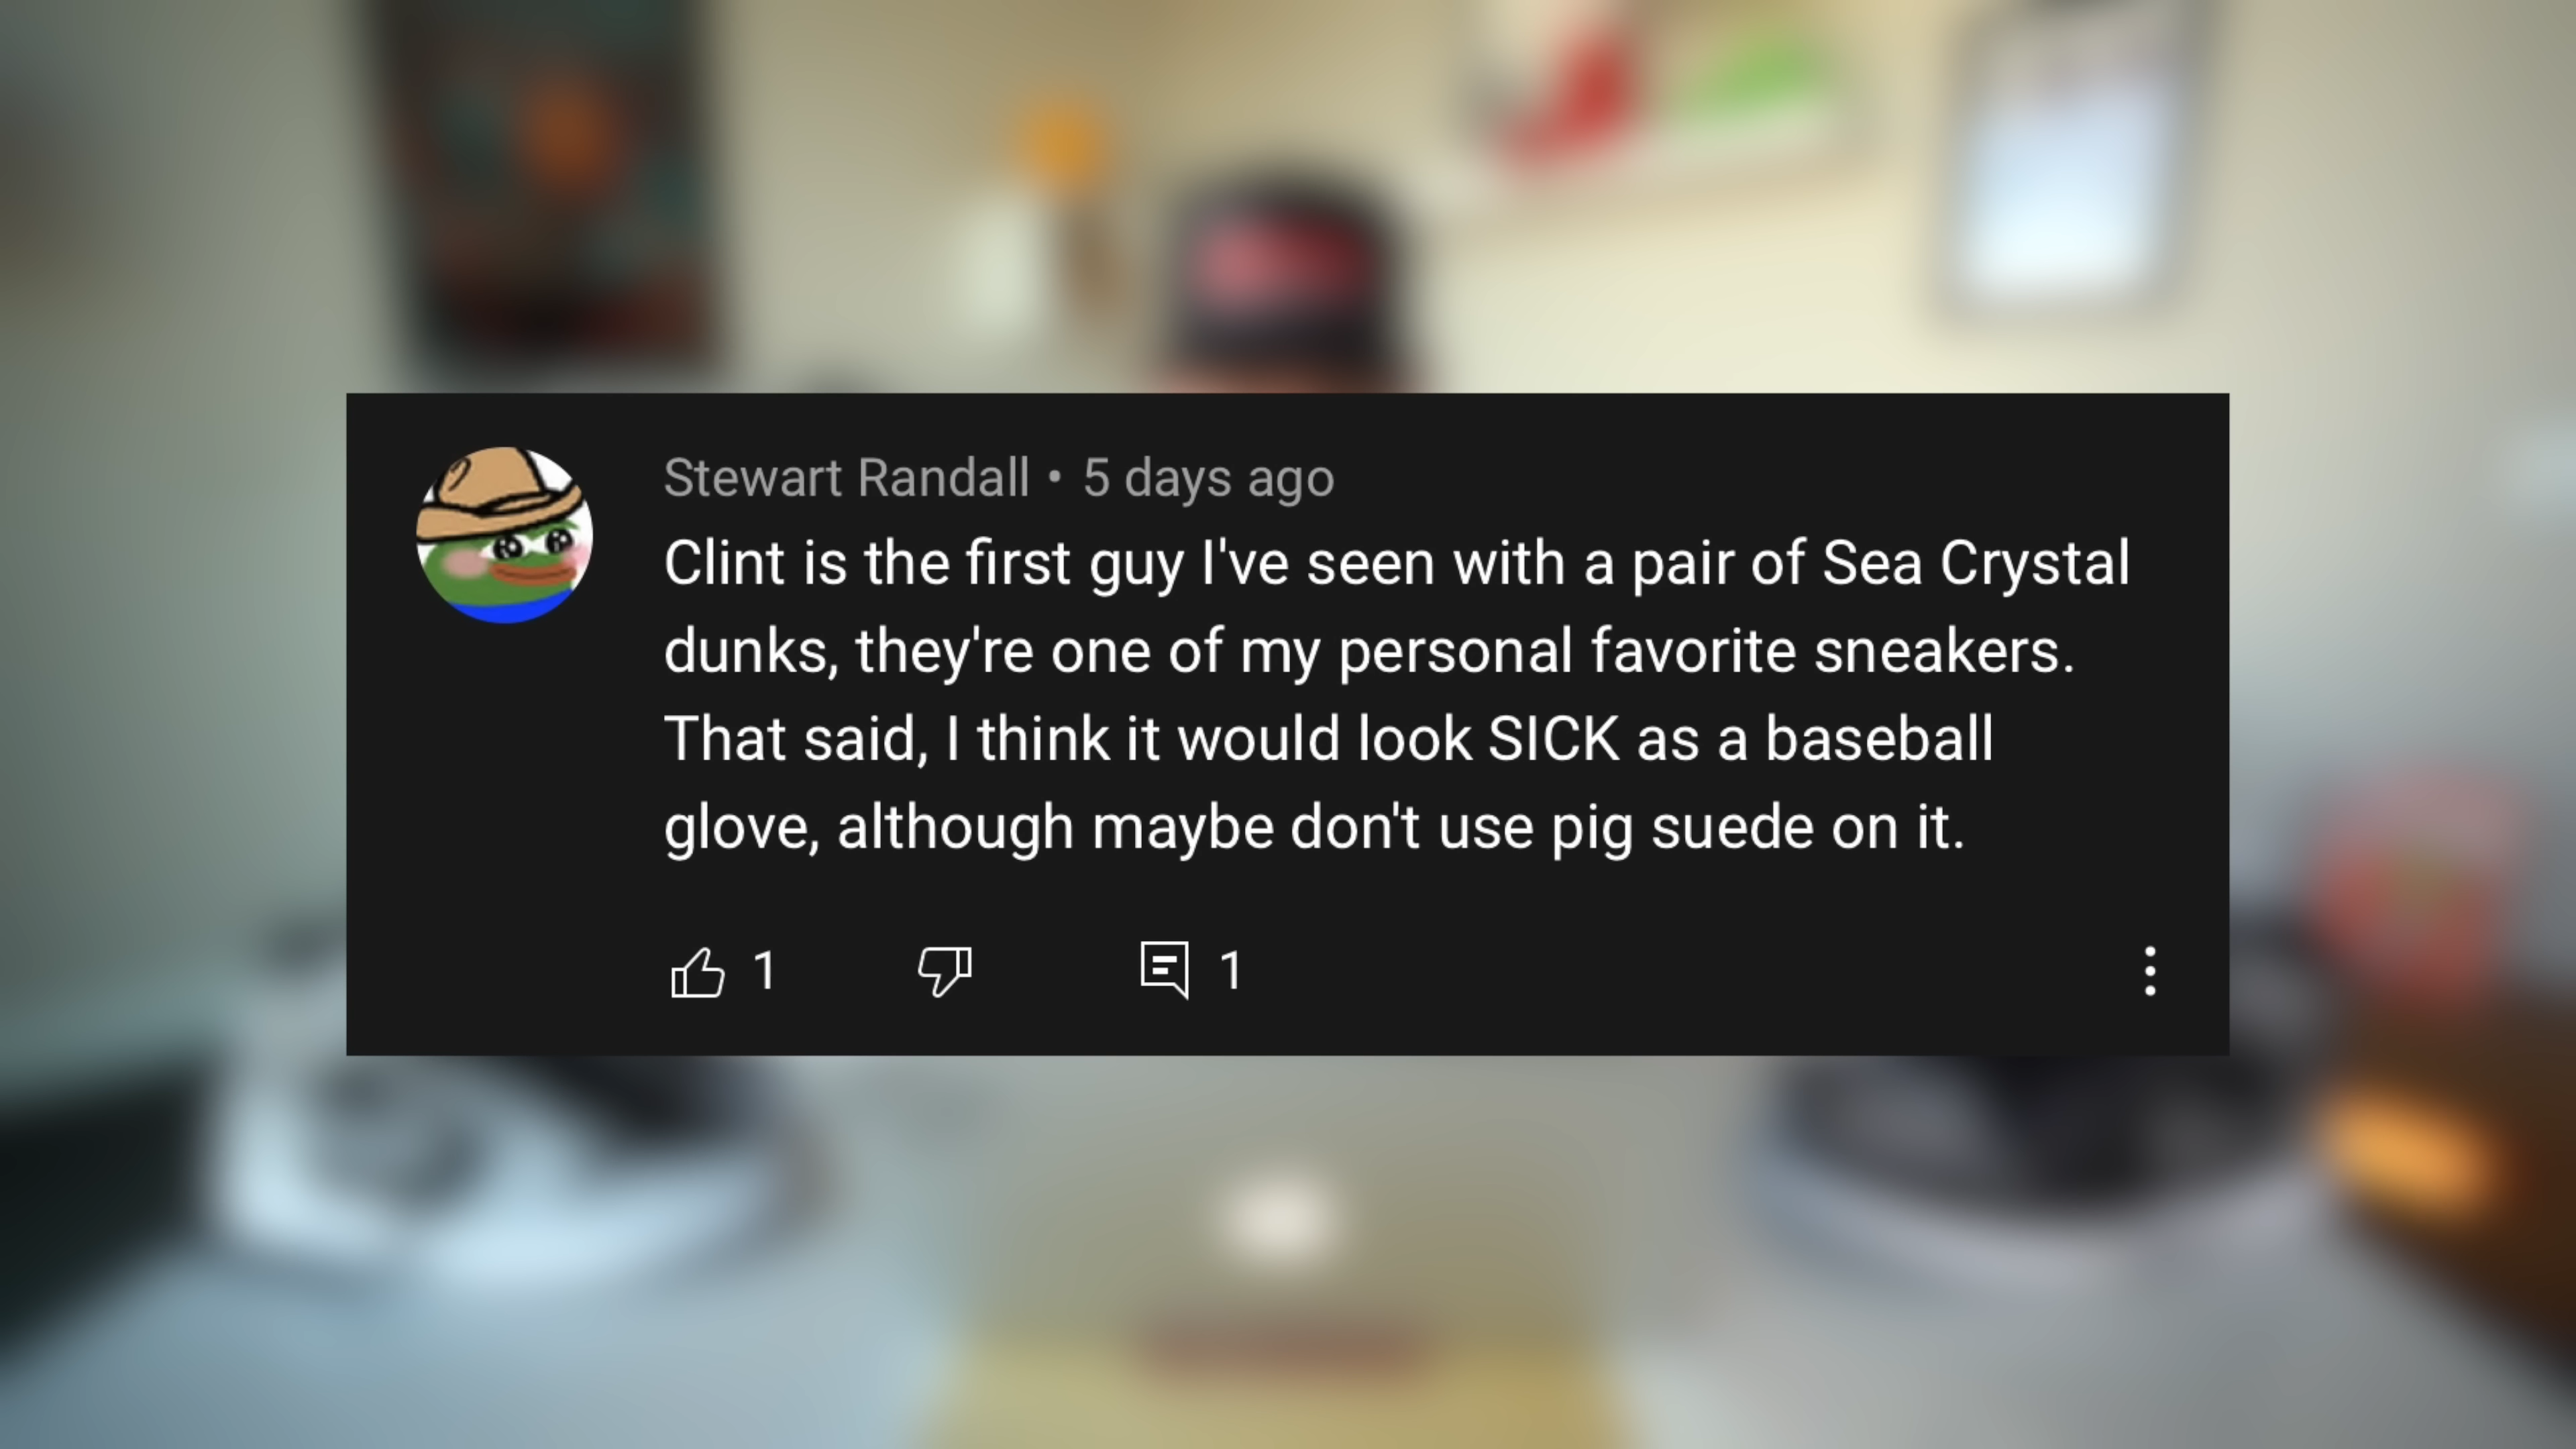 Stewart Randall • 5 days ago
Clint is the first guy I've seen with a pair of Sea Crystal
dunks, they're one of my personal favorite sneakers.
That said, I think it would look SICK as a baseball
glove, although maybe don't use pig suede on it.
1 1